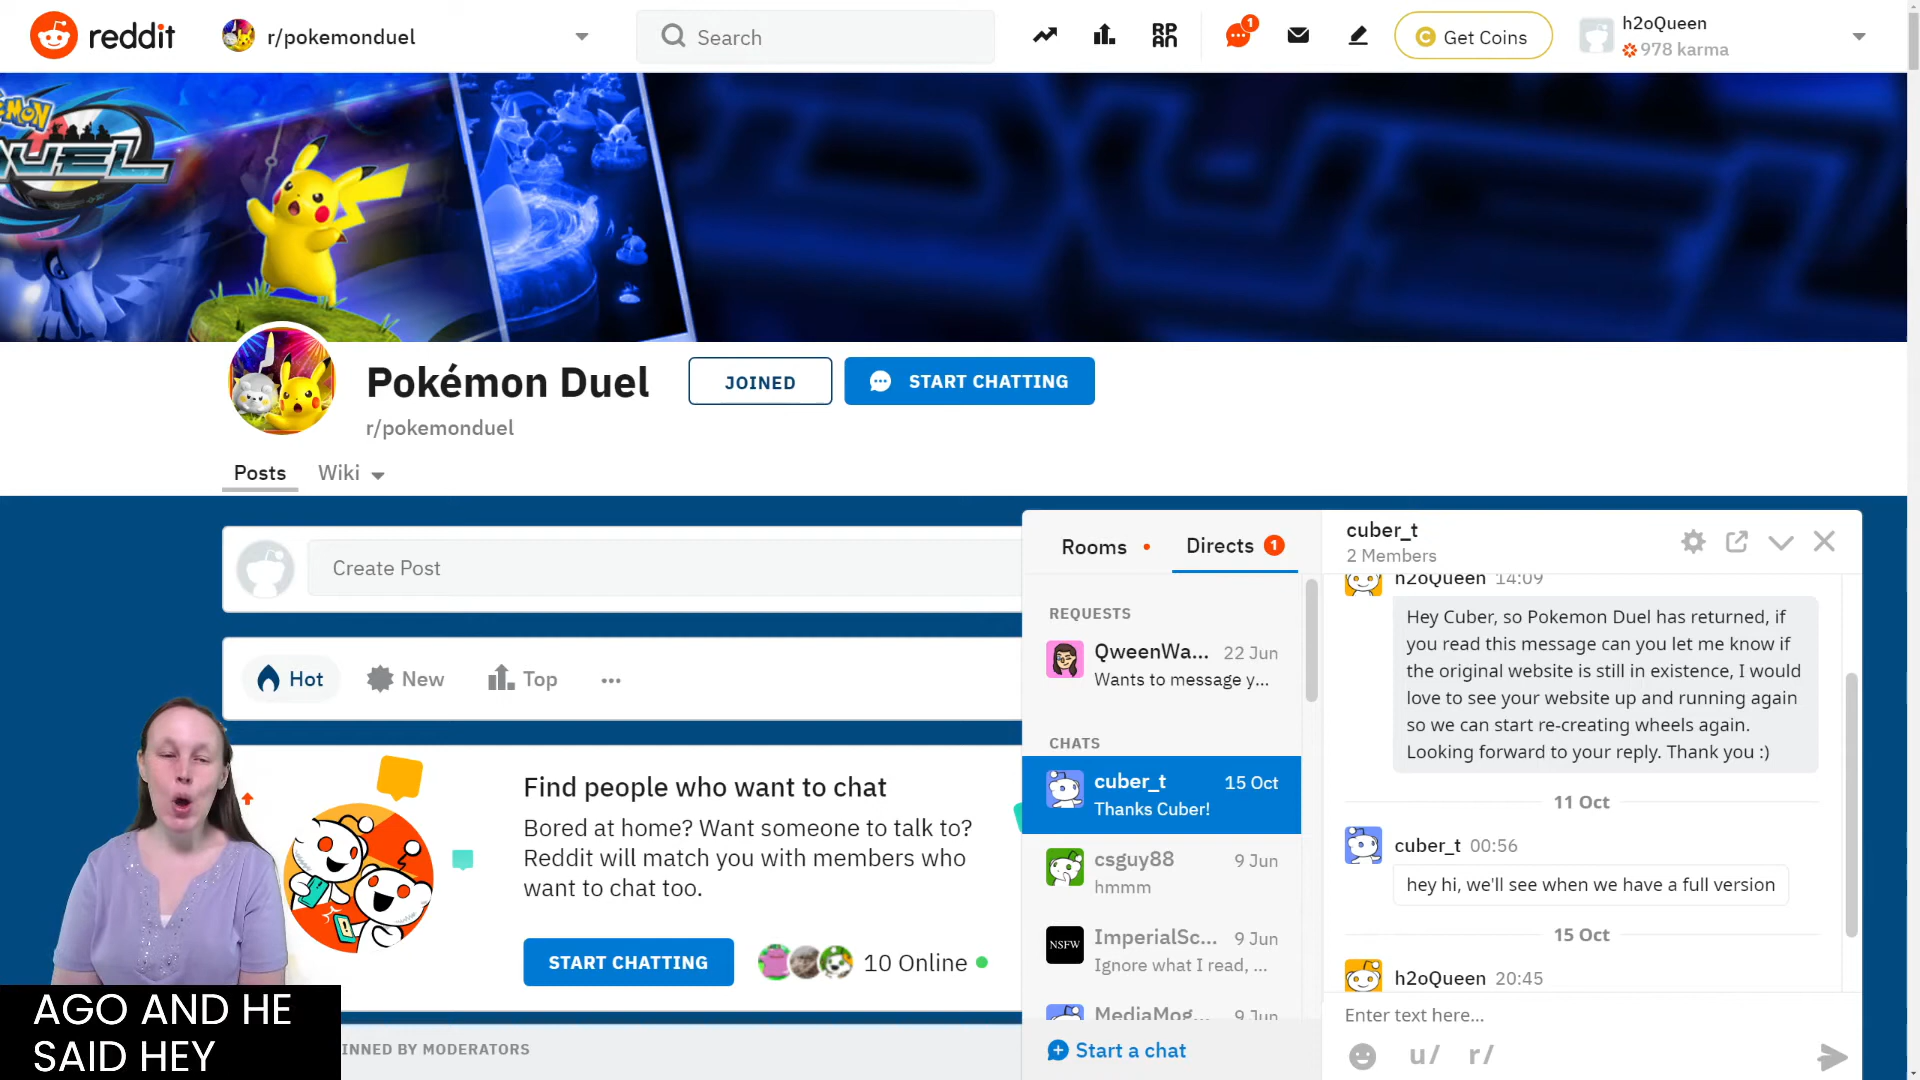 reddit
r/pokemonduel
Search
RPAN
1
C Get Coins
h2oQueen
978 karma
DUEL
Pokémon Duel
JOINED
START CHATTING
r/pokemonduel
Posts
Wiki
Create Post
Hot
New
Top
Find people who want to chat
Bored at home? Want someone to talk to?
Reddit will match you with members who
want to chat too.
START CHATTING
10 Online
INNED BY MODERATORS
AGO AND HE
SAID HEY
Rooms
Directs 1
REQUESTS
QweenWa... 22 Jun
Wants to message y...
CHATS
cuber_t 15 Oct
Thanks Cuber!
csguy88 9 Jun
hmmm
NSFW
ImperialSc... 9 Jun
Ignore what I read, ...
MediaMog... 9 Jun
Start a chat
cuber_t
2 Members
h2oQueen 14:09
Hey Cuber, so Pokemon Duel has returned, if
you read this message can you let me know if
the original website is still in existence, I would
love to see your website up and running again
so we can start re-creating wheels again.
Looking forward to your reply. Thank you :)
11 Oct
cuber_t 00:56
hey hi, we'll see when we have a full version
15 Oct
h2oQueen 20:45
Enter text here...
u/ r/